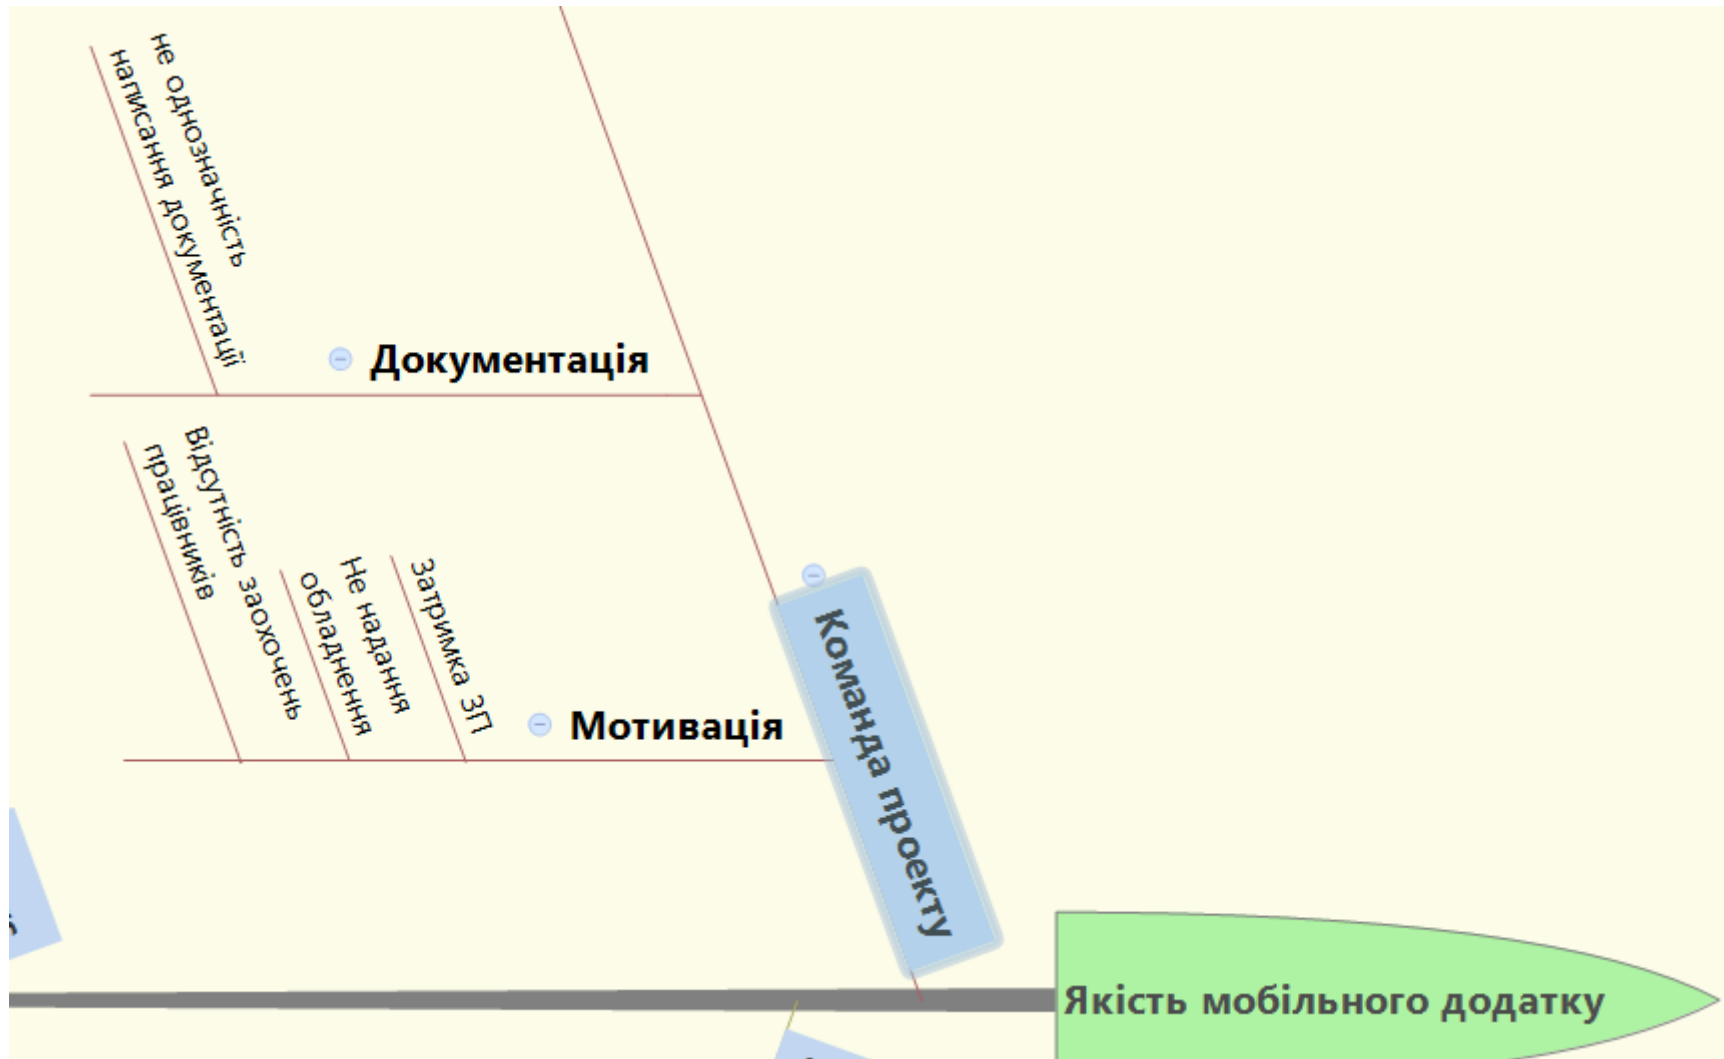 не однозначність
написання документації
Документація
Відсутність заохочень
працівників
Не надання
обладнення
Затримка ЗП
Мотивація
Команда проекту
Якість мобільного додатку